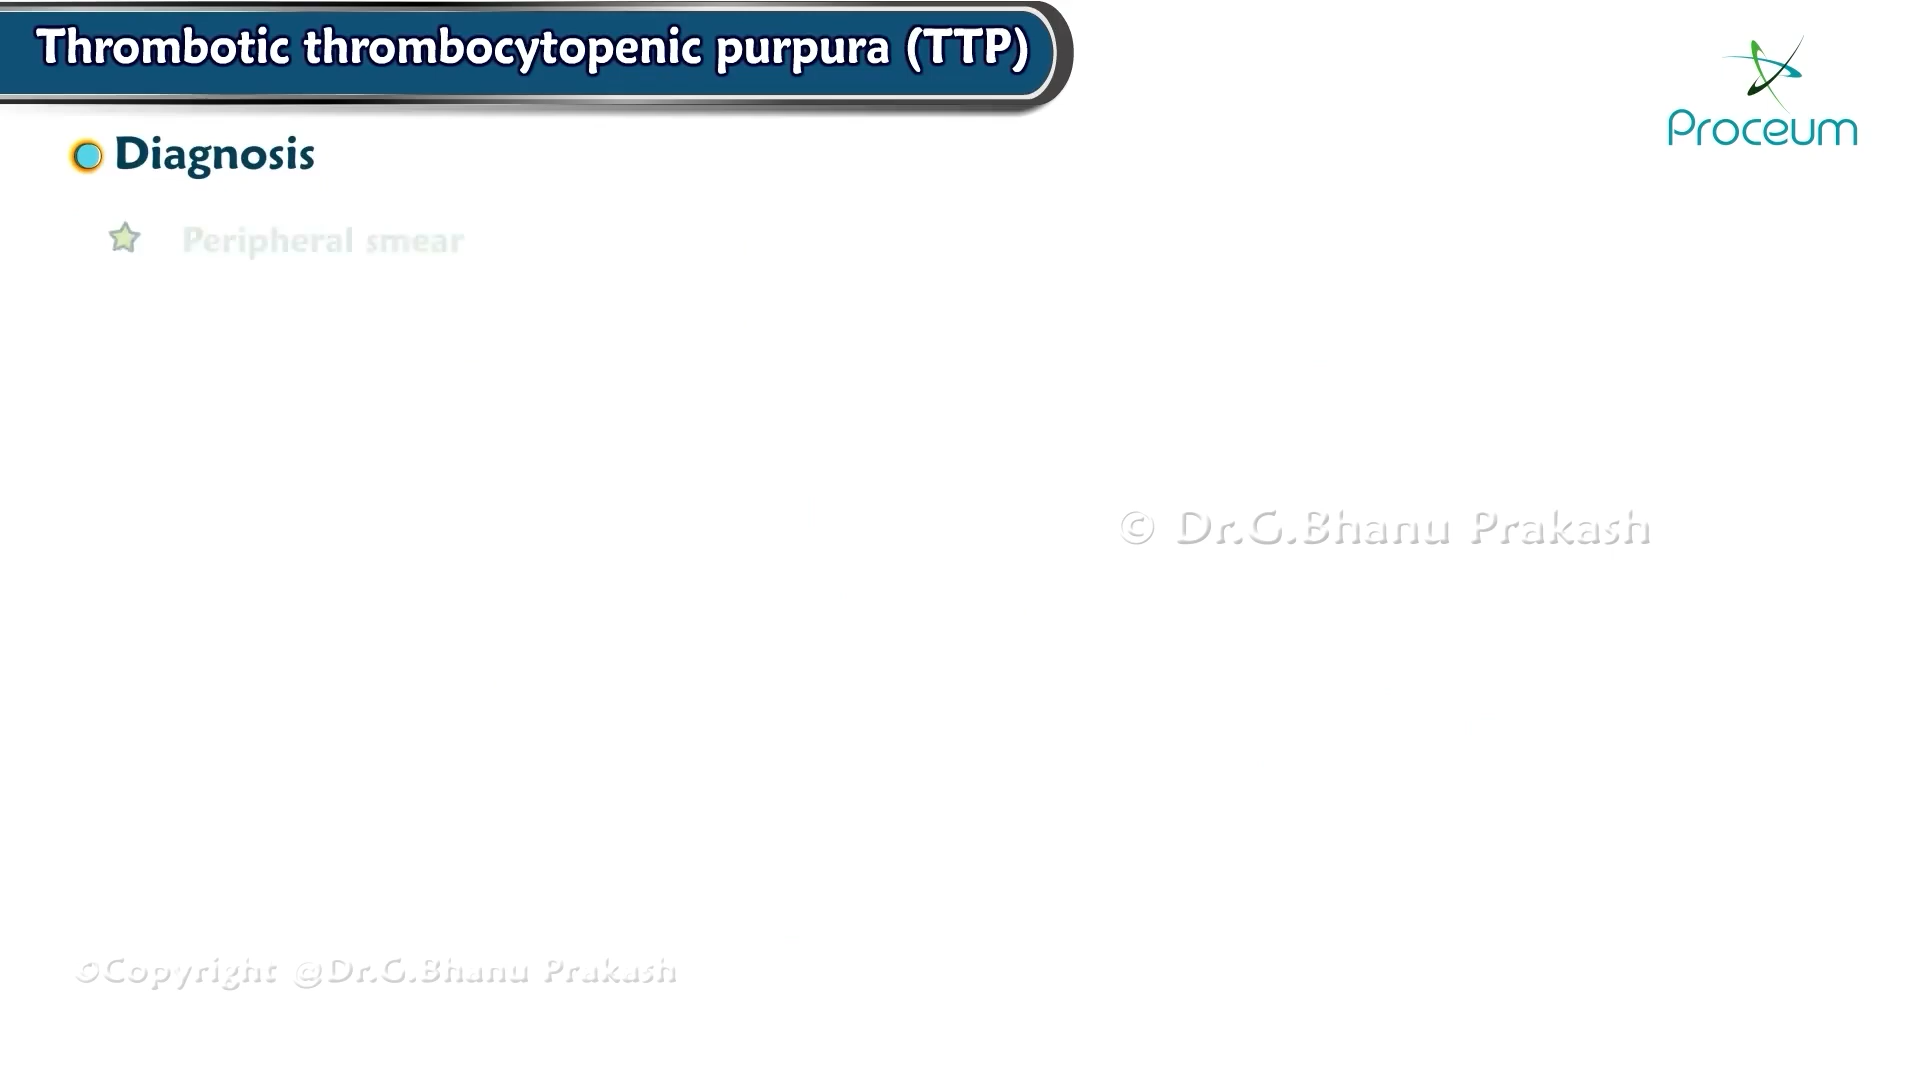 Thrombotic thrombocytopenic purpura (TTP)
Proceum
Diagnosis
Peripheral smear
© Dr.G.Bhanu Prakash
©Copyright @Dr.G.Bhanu Prakash